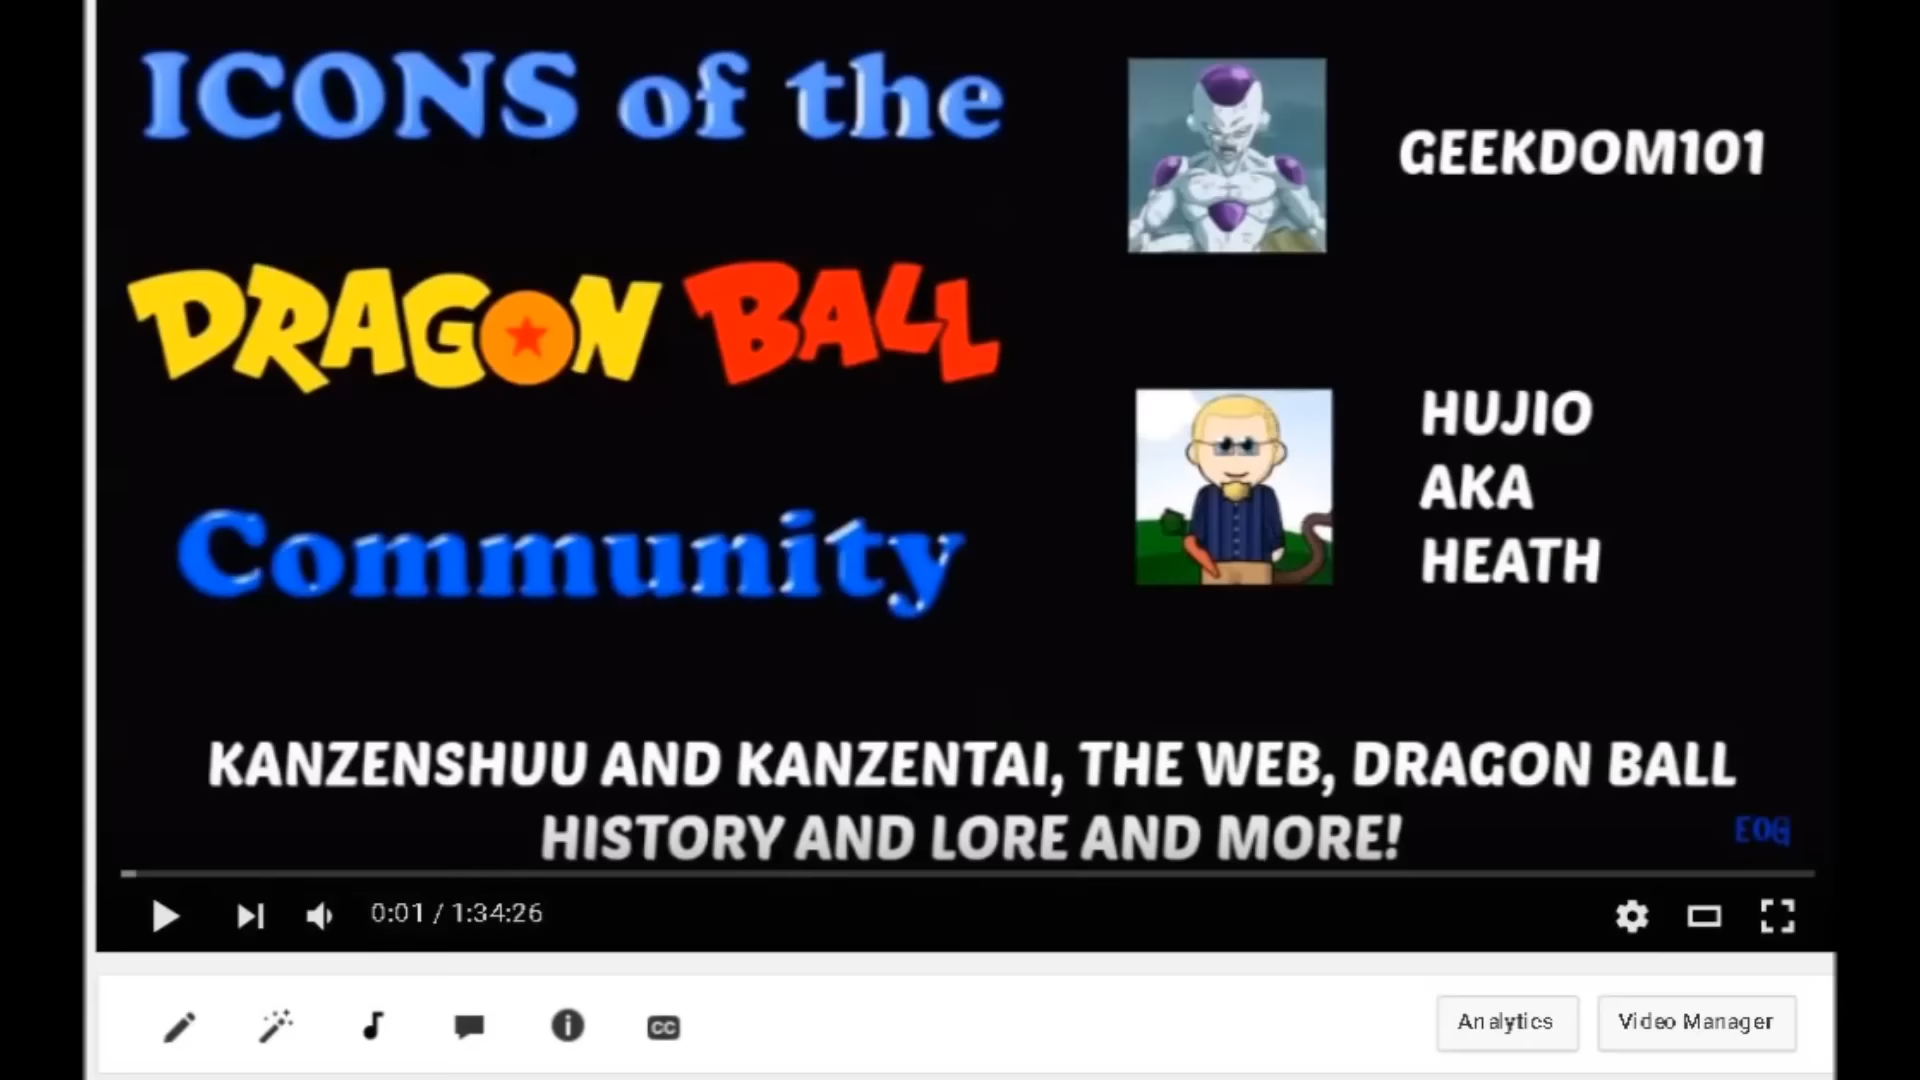 ICONS of the
DRAGON BALL
Community
GEEKDOM101
HUJIO
AKA
HEATH
KANZENSHUU AND KANZENTAI, THE WEB, DRAGON BALL
HISTORY AND LORE AND MORE!
EOG
0:01 / 1:34:26
CC
Analytics
Video Manager